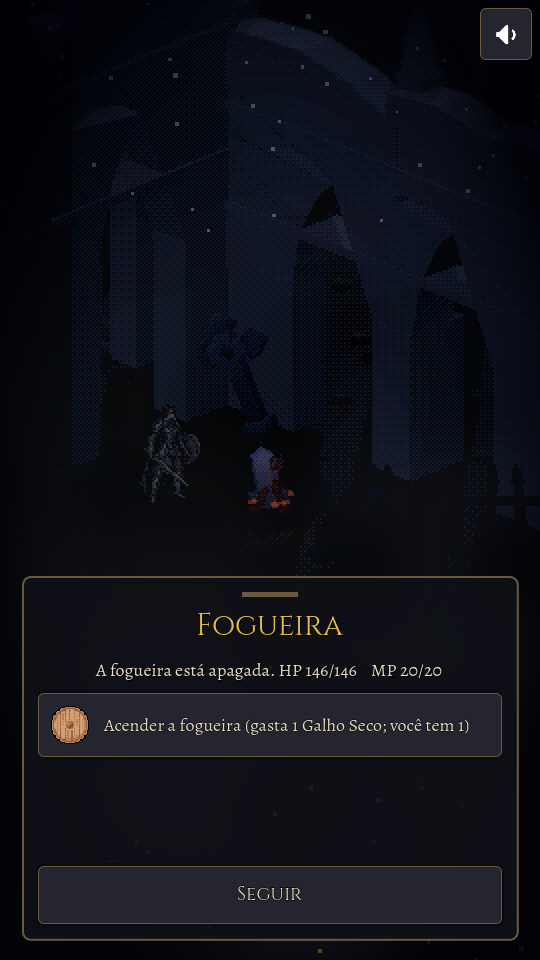 Fogueira
A fogueira está apagada. HP 146/146 MP 20/20
Acender a fogueira (gasta 1 Galho Seco; você tem 1)
Seguir